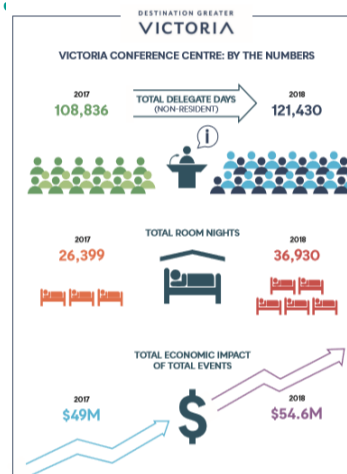 DESTINATION GREATER
VICTORIA
VICTORIA CONFERENCE CENTRE: BY THE NUMBERS
2017
108,836
TOTAL DELEGATE DAYS
(NON-RESIDENT)
2018
121,430
i
2017
26,399
TOTAL ROOM NIGHTS
2018
36,930
TOTAL ECONOMIC IMPACT
OF TOTAL EVENTS
2017
$49M
$
2018
$54.6M